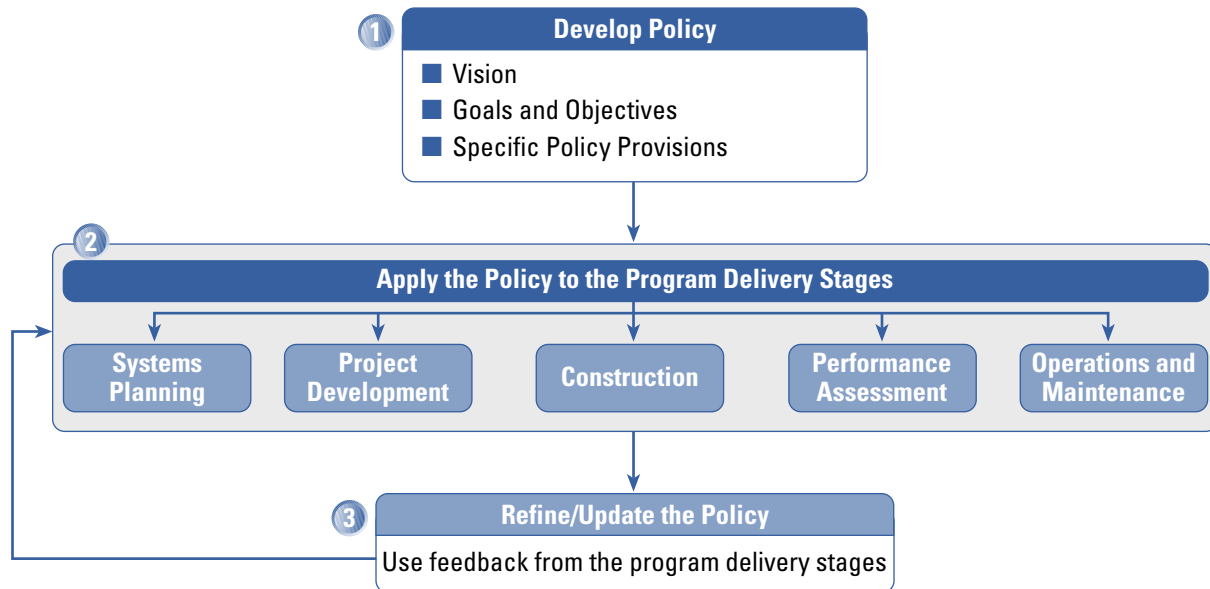 1
Develop Policy
Vision
Goals and Objectives
Specific Policy Provisions
2
Apply the Policy to the Program Delivery Stages
Systems
Planning
Project
Development
Construction
Performance
Assessment
Operations and
Maintenance
3
Refine/Update the Policy
Use feedback from the program delivery stages